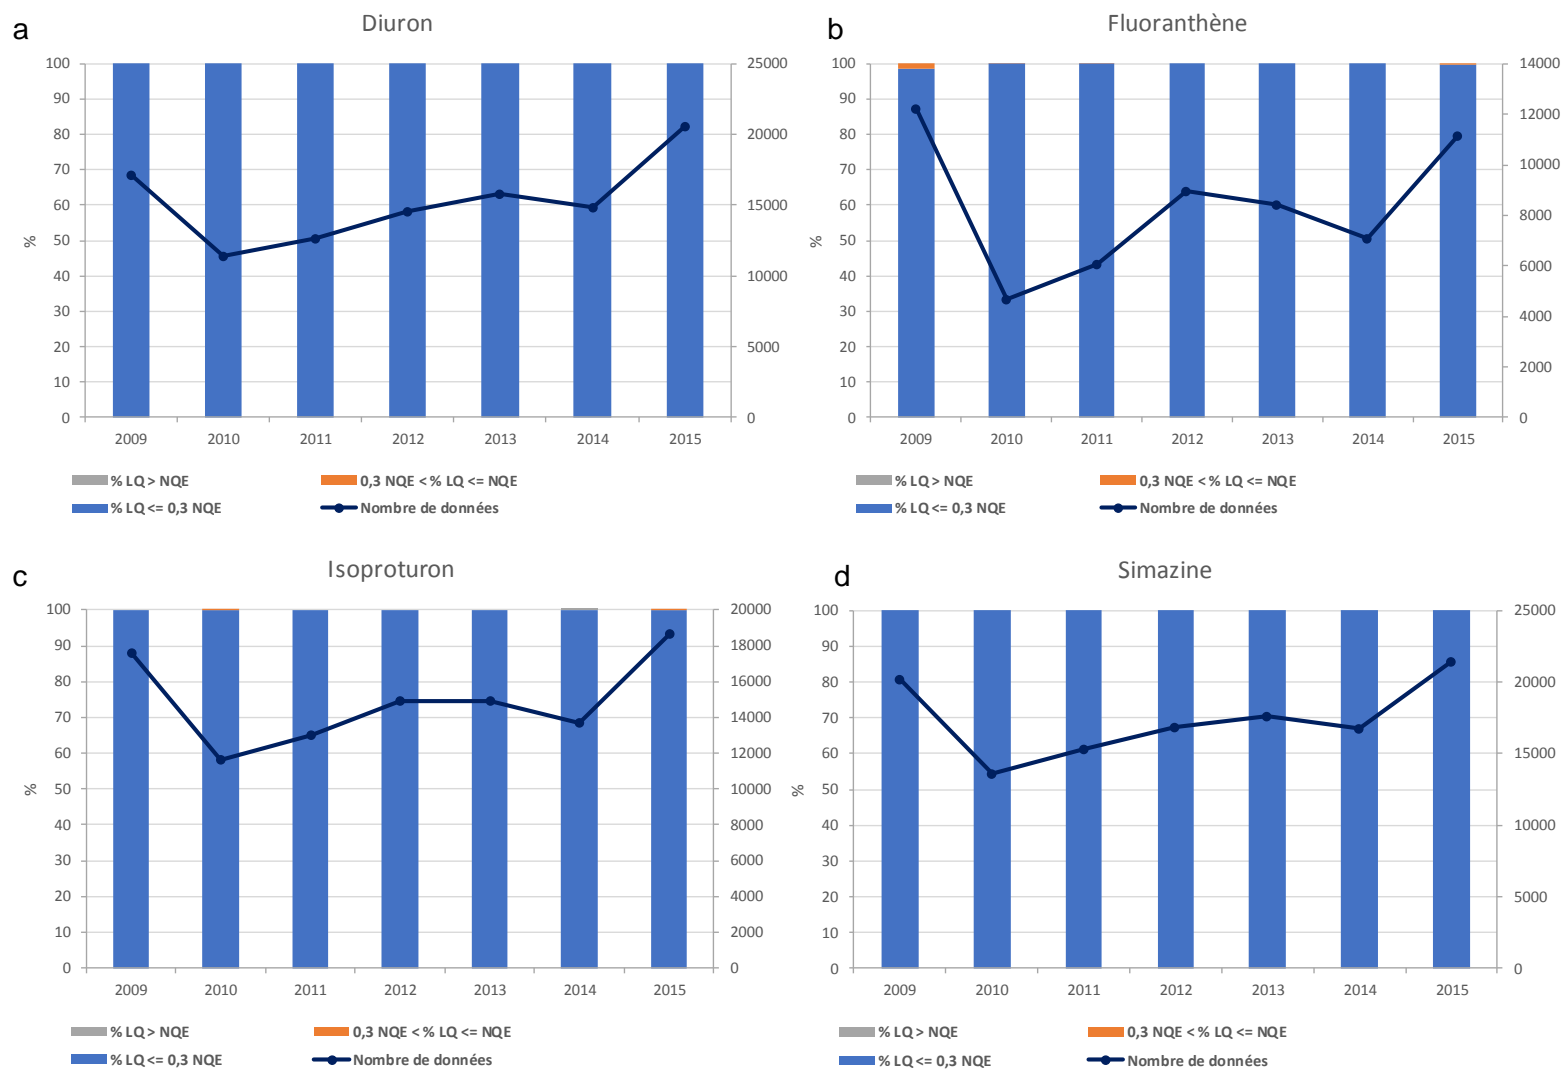 a
Diuron
100
90
80
70
60
50
40
30
20
10
0
%
25000
20000
15000
10000
5000
0
2009 2010 2011 2012 2013 2014 2015
% LQ > NQE
0,3 NQE < % LQ <= NQE
% LQ <= 0,3 NQE
Nombre de données
b
Fluoranthène
100
90
80
70
60
50
40
30
20
10
0
%
14000
12000
10000
8000
6000
4000
2000
0
2009 2010 2011 2012 2013 2014 2015
% LQ > NQE
0,3 NQE < % LQ <= NQE
% LQ <= 0,3 NQE
Nombre de données
c
Isoproturon
100
90
80
70
60
50
40
30
20
10
0
%
20000
18000
16000
14000
12000
10000
8000
6000
4000
2000
0
2009 2010 2011 2012 2013 2014 2015
% LQ > NQE
0,3 NQE < % LQ <= NQE
% LQ <= 0,3 NQE
Nombre de données
d
Simazine
100
90
80
70
60
50
40
30
20
10
0
%
25000
20000
15000
10000
5000
0
2009 2010 2011 2012 2013 2014 2015
% LQ > NQE
0,3 NQE < % LQ <= NQE
% LQ <= 0,3 NQE
Nombre de données